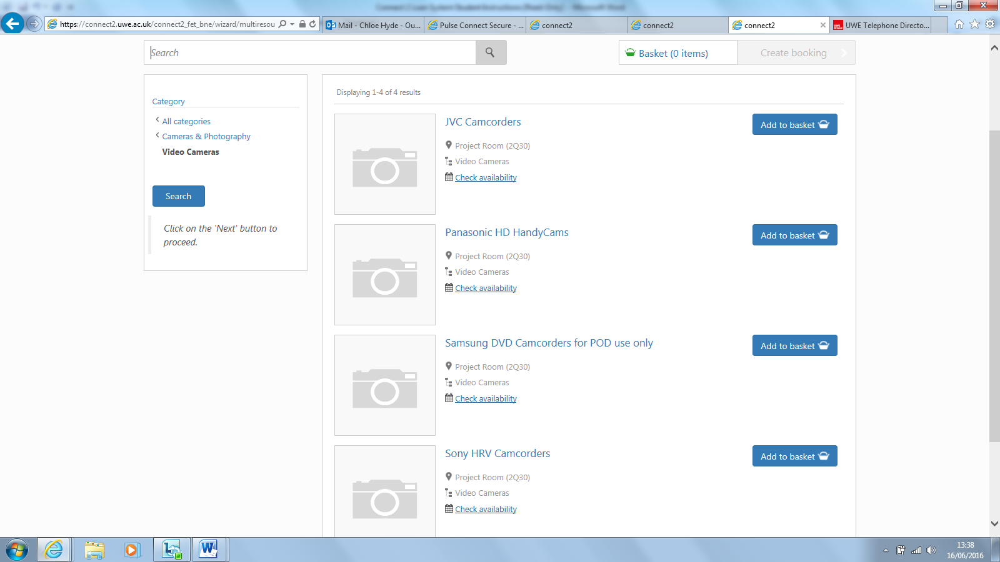 https://connect2.uwe.ac.uk/connect2_fet_bne/wizard/multiresou
Mail - Chloe Hyde - Ou...
Pulse Connect Secure - ...
connect2
connect2
connect2
UWE Telephone Directo...
Search
Basket (0 items)
Create booking
Category
All categories
Cameras & Photography
Video Cameras
Search
Click on the 'Next' button to
proceed.
Displaying 1-4 of 4 results
JVC Camcorders
Add to basket
Project Room (2Q30)
Video Cameras
Check availability
Panasonic HD HandyCams
Add to basket
Project Room (2Q30)
Video Cameras
Check availability
Samsung DVD Camcorders for POD use only
Add to basket
Project Room (2Q30)
Video Cameras
Check availability
Sony HRV Camcorders
Add to basket
Project Room (2Q30)
Video Cameras
Check availability
13:38
16/06/2016